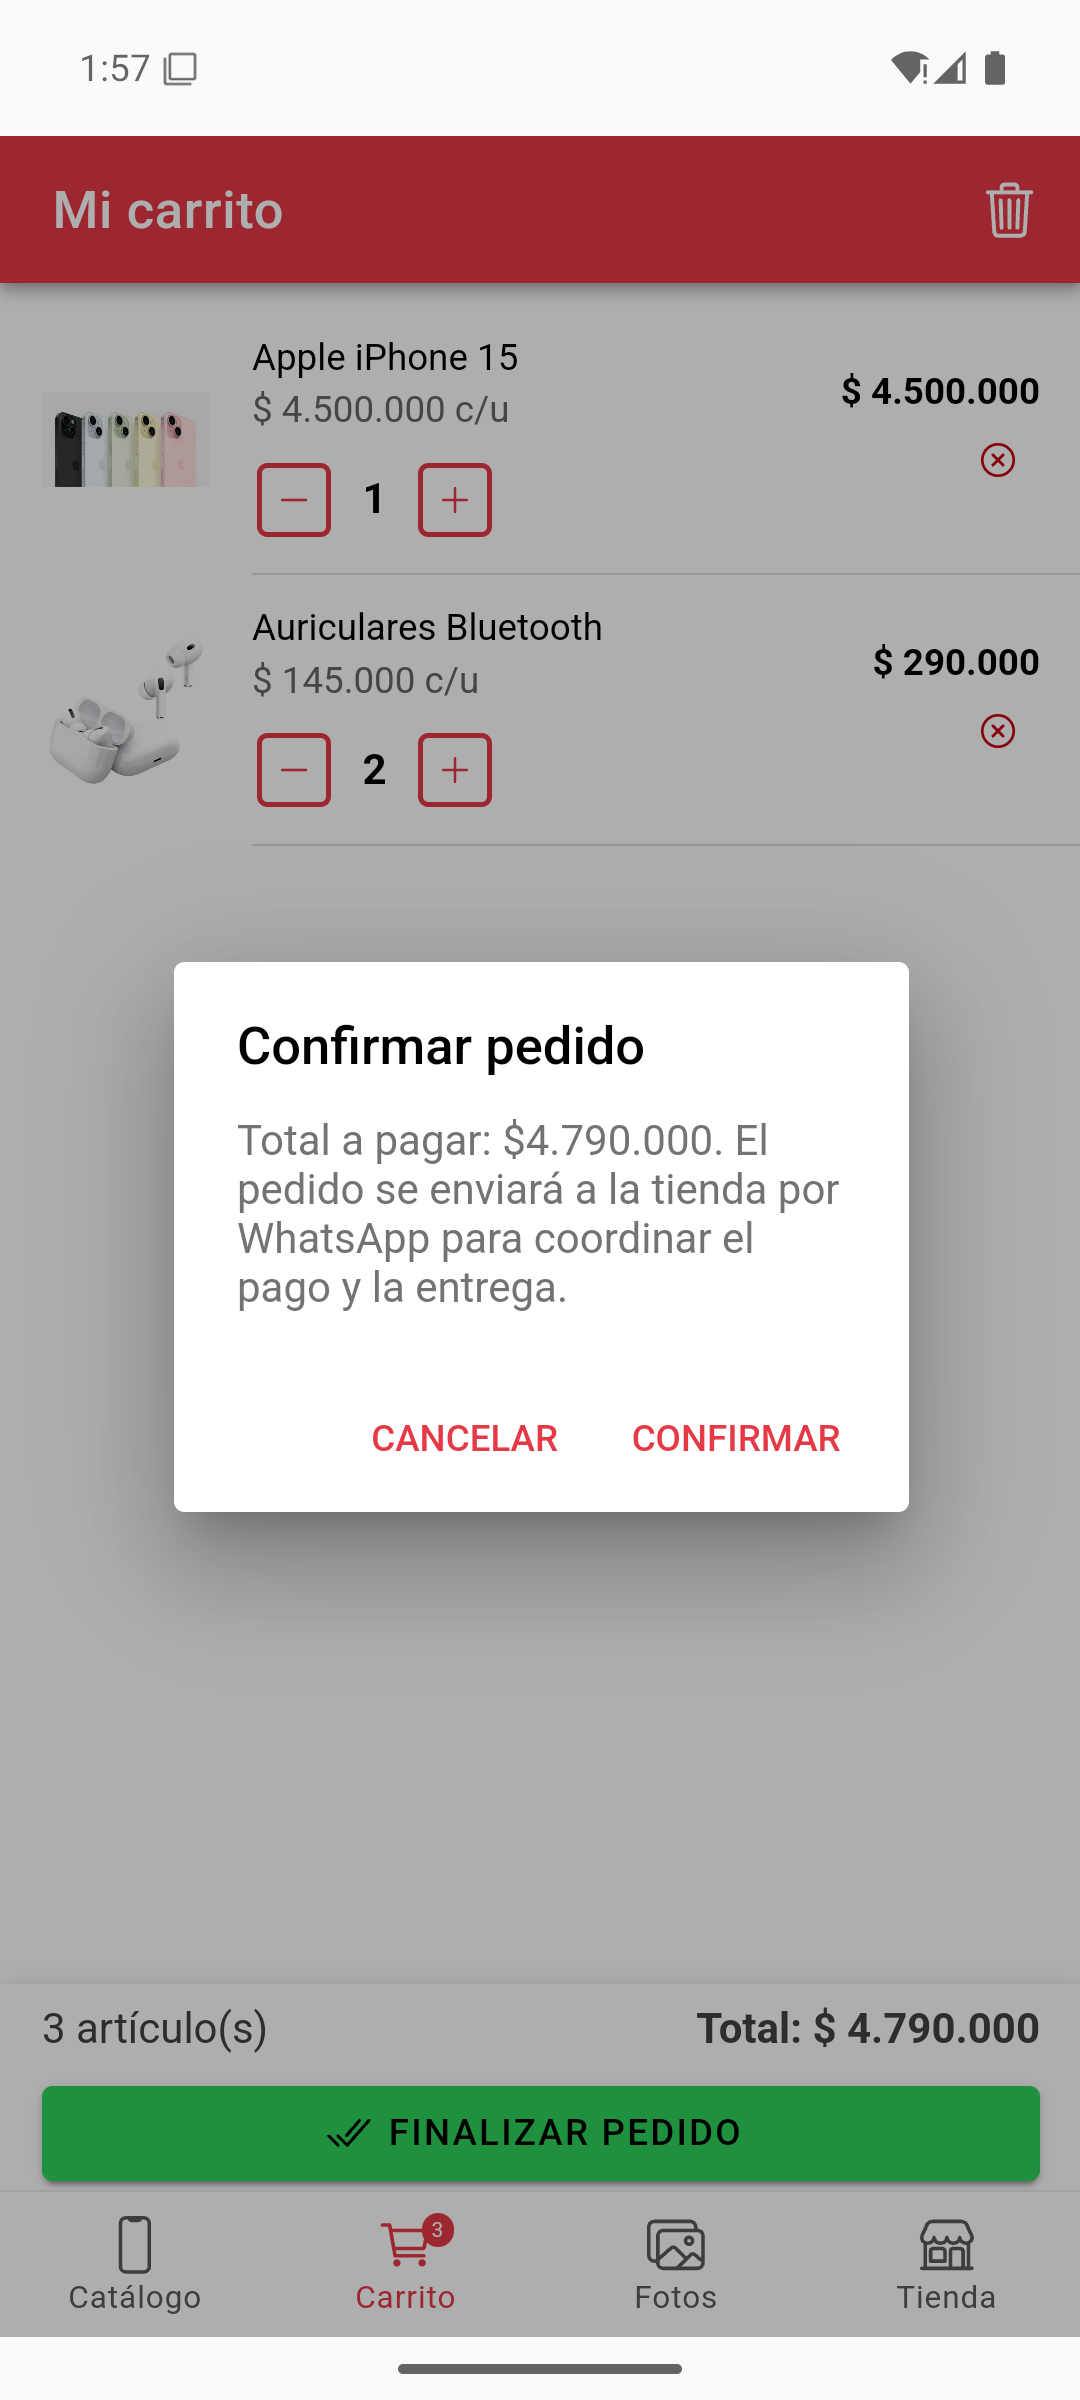 1:57
Mi carrito
Apple iPhone 15
$ 4.500.000 c/u
$ 4.500.000
1
Auriculares Bluetooth
$ 145.000 c/u
$ 290.000
2
Confirmar pedido
Total a pagar: $4.790.000. El
pedido se enviará a la tienda por
WhatsApp para coordinar el
pago y la entrega.
CANCELAR
CONFIRMAR
3 artículo(s)
Total: $ 4.790.000
FINALIZAR PEDIDO
3
Catálogo
Carrito
Fotos
Tienda